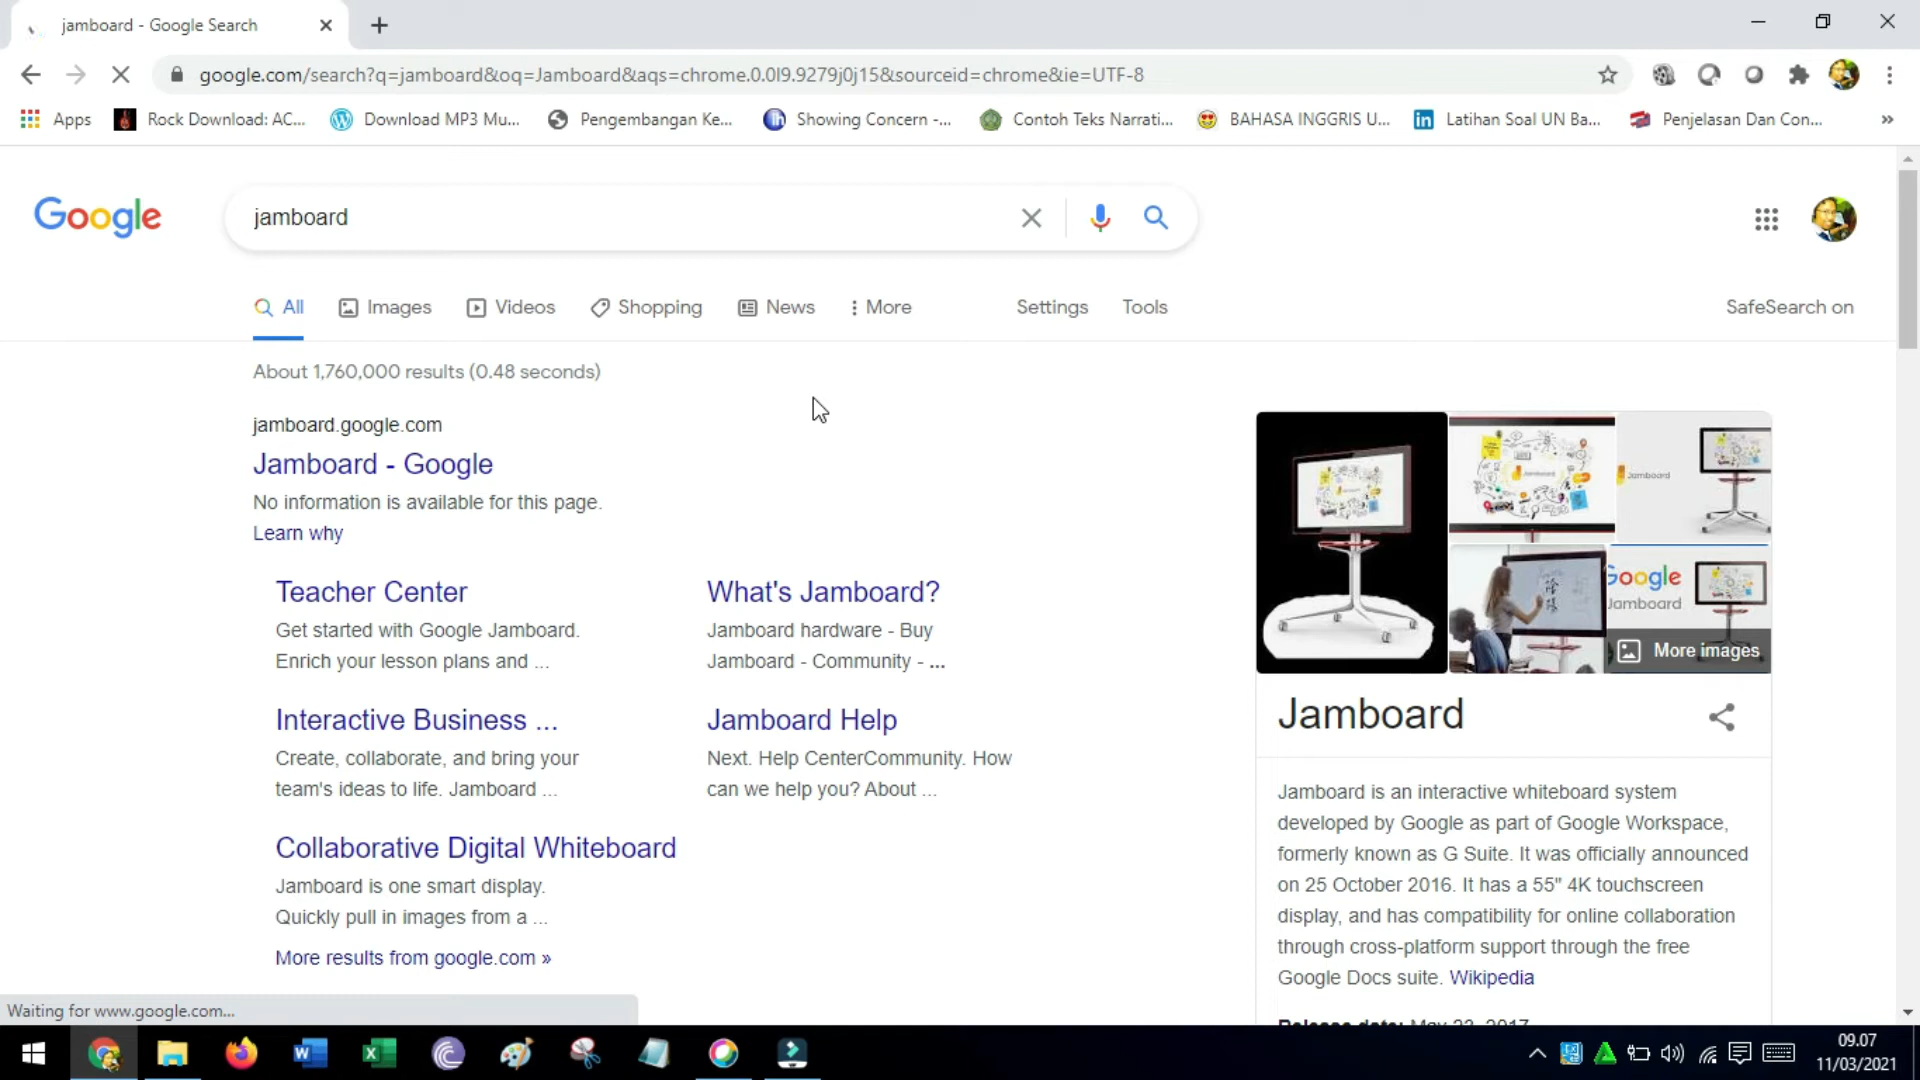 jamboard - Google Search
google.com/search?q=jamboard&oq=Jamboard&aqs=chrome.0.0l9.9279j0j15&sourceid=chrome&ie=UTF-8
Apps
Rock Download: AC...
Download MP3 Mu...
Pengembangan Ke...
Showing Concern -...
Contoh Teks Narrati...
BAHASA INGGRIS U...
Latihan Soal UN Ba...
Penjelasan Dan Con...
»
Google
jamboard
All
Images
Videos
Shopping
News
More
Settings
Tools
SafeSearch on
About 1,760,000 results (0.48 seconds)
jamboard.google.com
Jamboard - Google
No information is available for this page.
Learn why
Teacher Center
Get started with Google Jamboard.
Enrich your lesson plans and ...
What's Jamboard?
Jamboard hardware - Buy
Jamboard - Community - ...
Interactive Business ...
Create, collaborate, and bring your
team's ideas to life. Jamboard ...
Jamboard Help
Next. Help CenterCommunity. How
can we help you? About ...
Collaborative Digital Whiteboard
Jamboard is one smart display.
Quickly pull in images from a ...
More results from google.com »
Jamboard
Jamboard
Google
Jamboard
More images
Jamboard
Jamboard is an interactive whiteboard system
developed by Google as part of Google Workspace,
formerly known as G Suite. It was officially announced
on 25 October 2016. It has a 55" 4K touchscreen
display, and has compatibility for online collaboration
through cross-platform support through the free
Google Docs suite. Wikipedia
Release date: May 23, 2017
Waiting for www.google.com...
09.07
11/03/2021